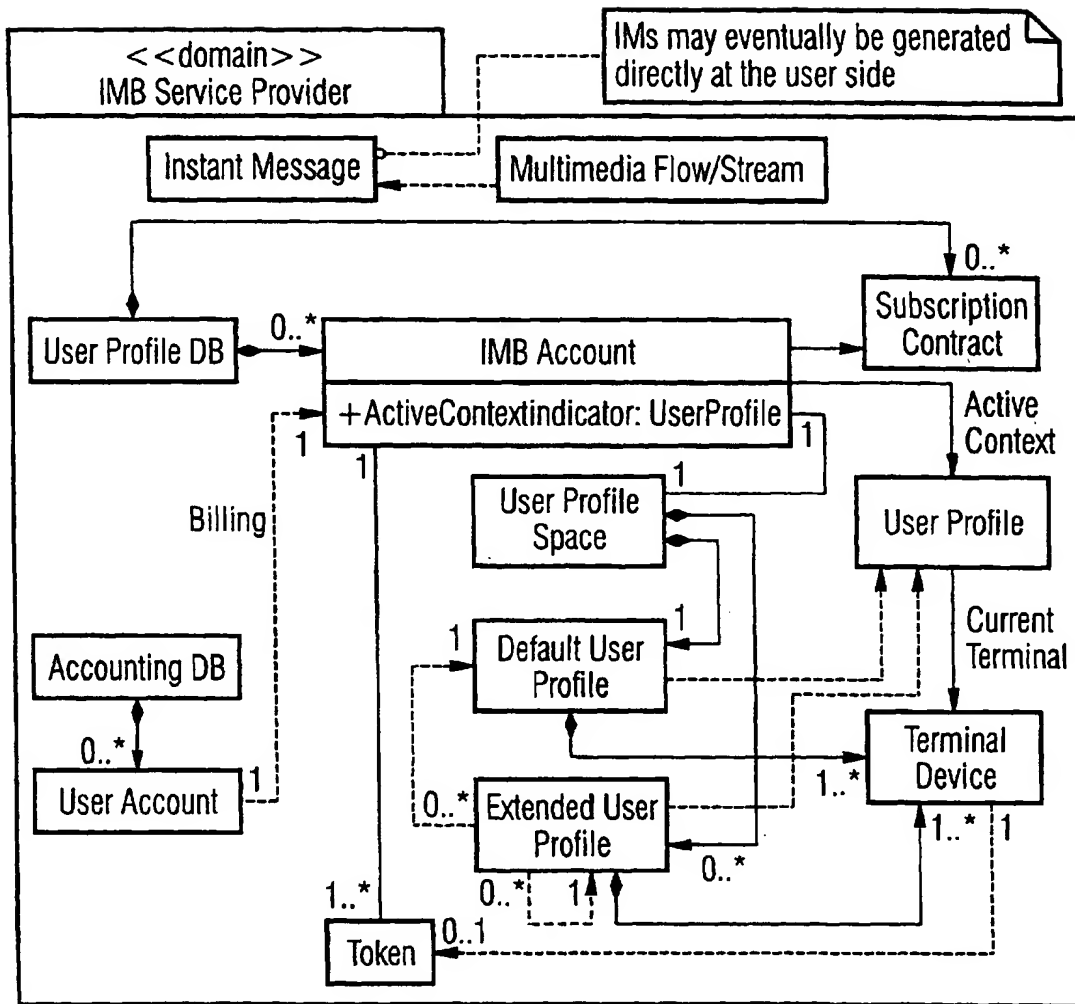 <<domain>>
IMB Service Provider
IMs may eventually be generated
directly at the user side
Instant Message
Multimedia Flow/Stream
0..*
Subscription
Contract
User Profile DB
0..*
IMB Account
+ActiveContextindicator: UserProfile
1
1
1
Active
Context
Billing
1
User Profile
Space
User Profile
1
1
Default User
Profile
Current
Terminal
Accounting DB
0..*
User Account
1
Terminal
Device
1..*
0..*
Extended User
Profile
1..*
1
0..*
0..*
1
1..*
Token
0..1